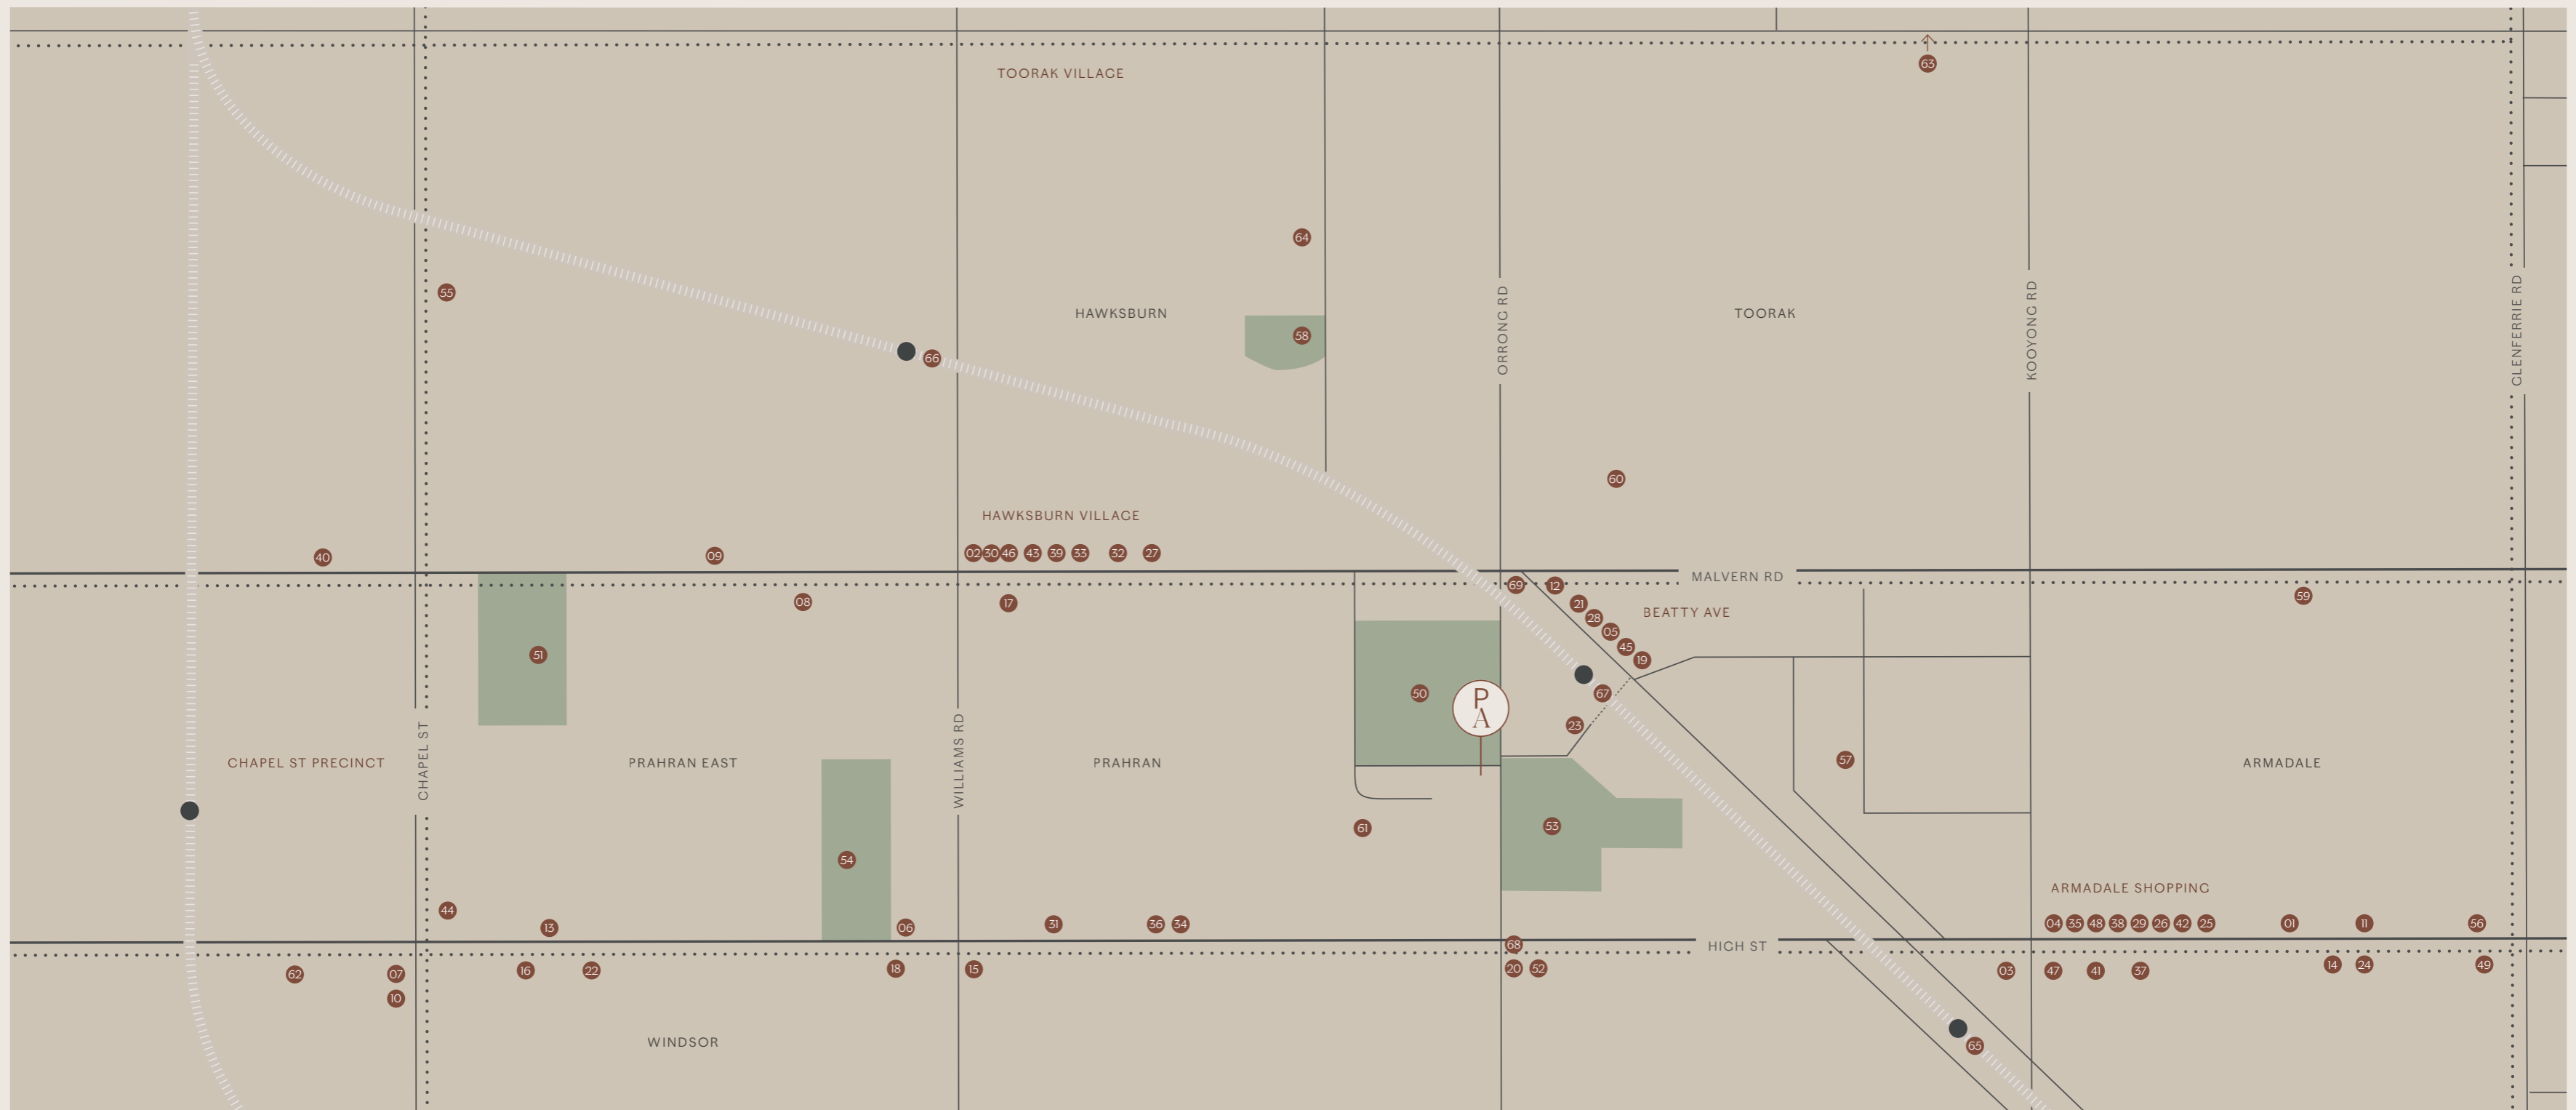 63
TOORAK VILLAGE
64
55
ORRONG RD
KOOYONG RD
GLENFERRIE RD
HAWKSBURN
TOORAK
58
66
60
HAWKSBURN VILLAGE
40
09
02 30 46 43 39 33 32 27
MALVERN RD
69 12
59
08
17
21
BEATTY AVE
28
05
45
51
19
50
67
P
A
23
CHAPEL ST PRECINCT
CHAPEL ST
PRAHRAN EAST
WILLIAMS RD
PRAHRAN
57
ARMADALE
61
53
54
ARMADALE SHOPPING
44
13
06
31
36 34
04 35 48 38 29 26 42 25 01 11 56
68
HIGH ST
62
07
16
22
18
15
20 52
03
47
41
37
14
24
49
10
WINDSOR
65